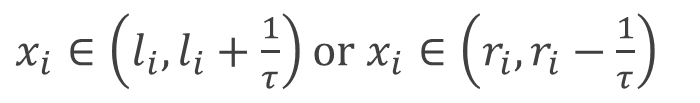 x_i ∈ (l_i, l_i + 1/τ) or x_i ∈ (r_i, r_i − 1/τ)